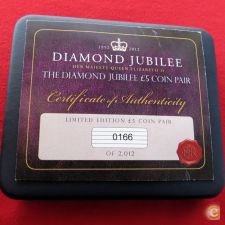 1952 2012
DIAMOND JUBILEE
HER MAJESTY QUEEN ELIZABETH II
THE DIAMOND JUBILEE £5 COIN PAIR
Certificate of Authenticity
LIMITED EDITION £5 COIN PAIR
0166
OF 2,012